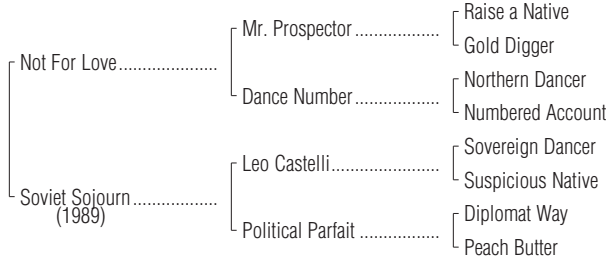 Raise a Native
Mr. Prospector ..................
Gold Digger
Not For Love.....................
Northern Dancer
Dance Number ..................
Numbered Account
Sovereign Dancer
Leo Castelli.......................
Suspicious Native
Soviet Sojourn ..................
(1989)
Diplomat Way
Political Parfait .................
Peach Butter